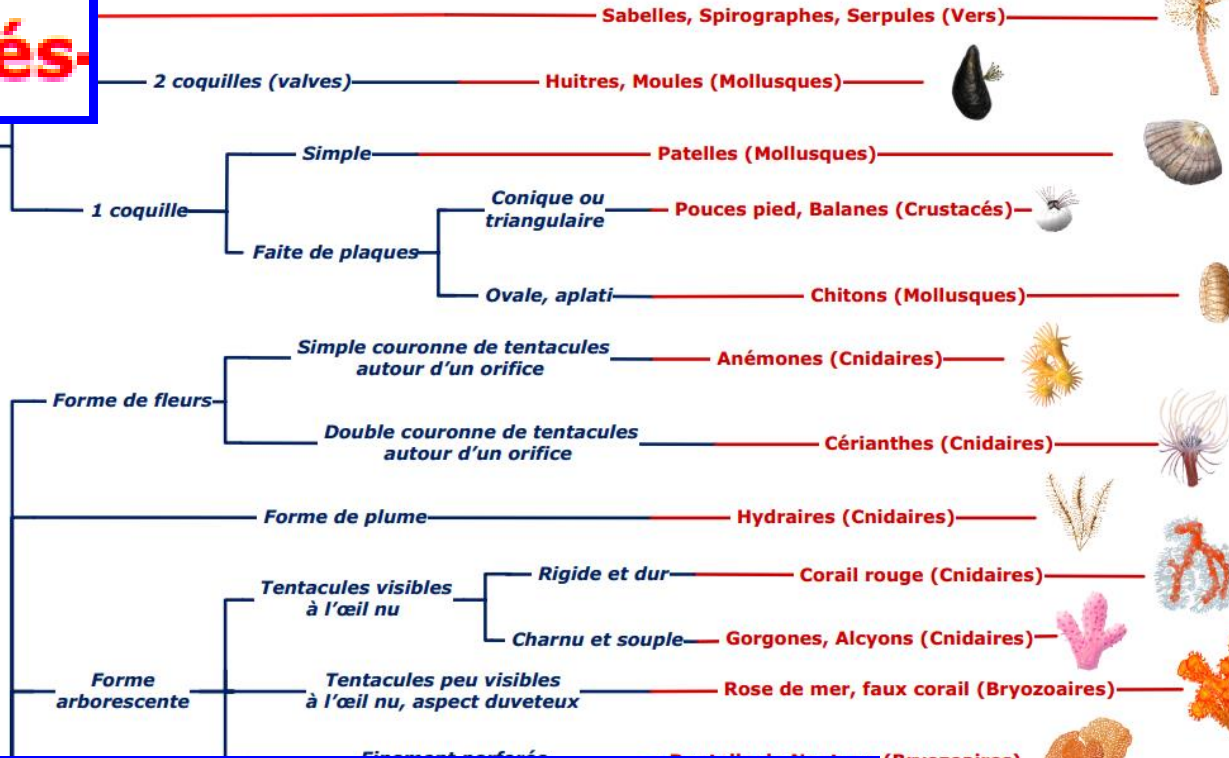 Sabelles, Spirographes, Serpules (Vers)
és
2 coquilles (valves)
Huitres, Moules (Mollusques)
Simple
Patelles (Mollusques)
1 coquille
Conique ou
triangulaire
Pouces pied, Balanes (Crustacés)
Faite de plaques
Ovale, aplati
Chitons (Mollusques)
Simple couronne de tentacules
autour d'un orifice
Anémones (Cnidaires)
Forme de fleurs
Double couronne de tentacules
autour d'un orifice
Cérianthes (Cnidaires)
Forme de plume
Hydraires (Cnidaires)
Tentacules visibles
à l'œil nu
Rigide et dur
Corail rouge (Cnidaires)
Charnu et souple
Gorgones, Alcyons (Cnidaires)
Forme
arborescente
Tentacules peu visibles
à l'œil nu, aspect duveteux
Rose de mer, faux corail (Bryozoaires)